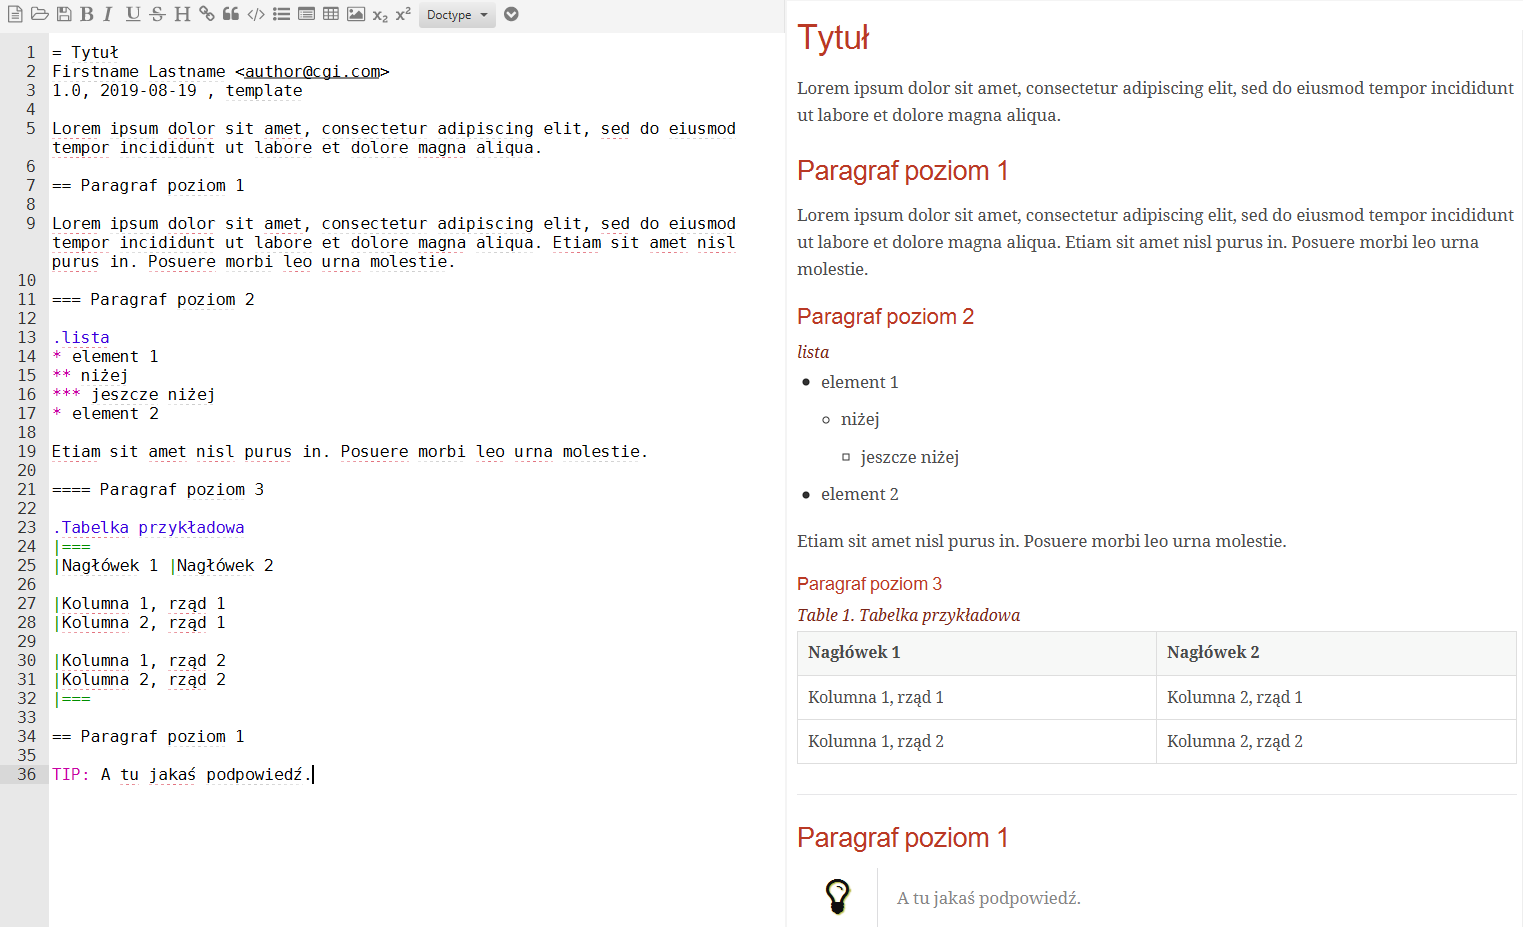 Doctype
1 = Tytuł
2 Firstname Lastname <author@cgi.com>
3 1.0, 2019-08-19 , template
4
5 Lorem ipsum dolor sit amet, consectetur adipiscing elit, sed do eiusmod
tempor incididunt ut labore et dolore magna aliqua.
6
7 == Paragraf poziom 1
8
9 Lorem ipsum dolor sit amet, consectetur adipiscing elit, sed do eiusmod
tempor incididunt ut labore et dolore magna aliqua. Etiam sit amet nisl
purus in. Posuere morbi leo urna molestie.
10
11 === Paragraf poziom 2
12
13 .lista
14 * element 1
15 ** niżej
16 *** jeszcze niżej
17 * element 2
18
19 Etiam sit amet nisl purus in. Posuere morbi leo urna molestie.
20
21 ==== Paragraf poziom 3
22
23 .Tabelka przykładowa
24 |===
25 |Nagłówek 1 |Nagłówek 2
26
27 |Kolumna 1, rząd 1
28 |Kolumna 2, rząd 1
29
30 |Kolumna 1, rząd 2
31 |Kolumna 2, rząd 2
32 |===
33
34 == Paragraf poziom 1
35
36 TIP: A tu jakaś podpowiedź.
Tytuł
Lorem ipsum dolor sit amet, consectetur adipiscing elit, sed do eiusmod tempor incididunt
ut labore et dolore magna aliqua.
Paragraf poziom 1
Lorem ipsum dolor sit amet, consectetur adipiscing elit, sed do eiusmod tempor incididunt
ut labore et dolore magna aliqua. Etiam sit amet nisl purus in. Posuere morbi leo urna
molestie.
Paragraf poziom 2
lista
element 1
niżej
jeszcze niżej
element 2
Etiam sit amet nisl purus in. Posuere morbi leo urna molestie.
Paragraf poziom 3
Table 1. Tabelka przykładowa
Nagłówek 1 Nagłówek 2
Kolumna 1, rząd 1 Kolumna 2, rząd 1
Kolumna 1, rząd 2 Kolumna 2, rząd 2
Paragraf poziom 1
A tu jakaś podpowiedź.